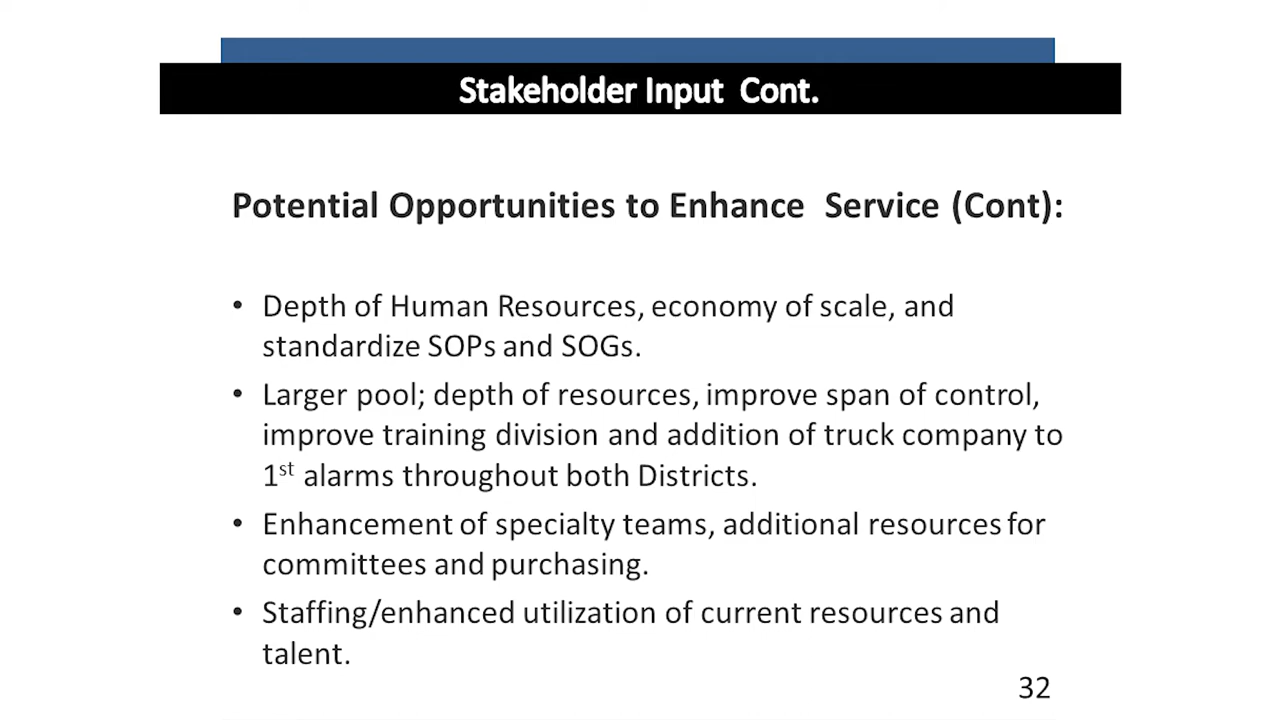 Stakeholder Input Cont.
Potential Opportunities to Enhance Service (Cont):
• Depth of Human Resources, economy of scale, and
standardize SOPs and SOGs.
• Larger pool; depth of resources, improve span of control,
improve training division and addition of truck company to
1st alarms throughout both Districts.
• Enhancement of specialty teams, additional resources for
committees and purchasing.
• Staffing/enhanced utilization of current resources and
talent.
32